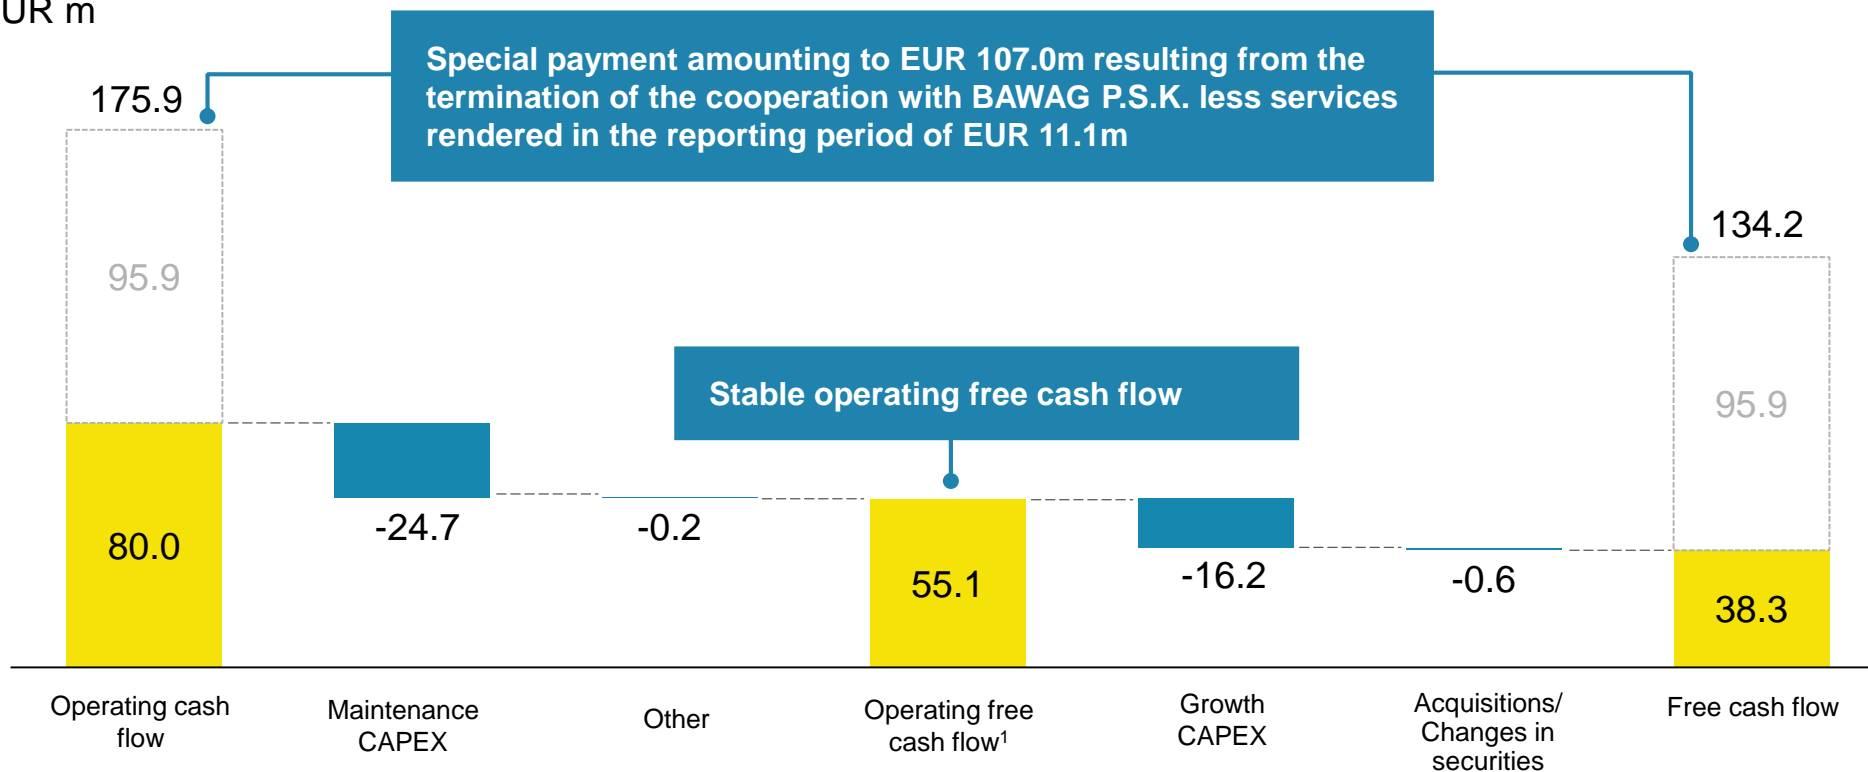 UR m
Special payment amounting to EUR 107.0m resulting from the
termination of the cooperation with BAWAG P.S.K. less services
rendered in the reporting period of EUR 11.1m
175.9
134.2
95.9
95.9
Stable operating free cash flow
80.0
-24.7
-0.2
55.1
-16.2
-0.6
38.3
Operating cash
flow
Maintenance
CAPEX
Other
Operating free
cash flow¹
Growth
CAPEX
Acquisitions/
Changes in
securities
Free cash flow